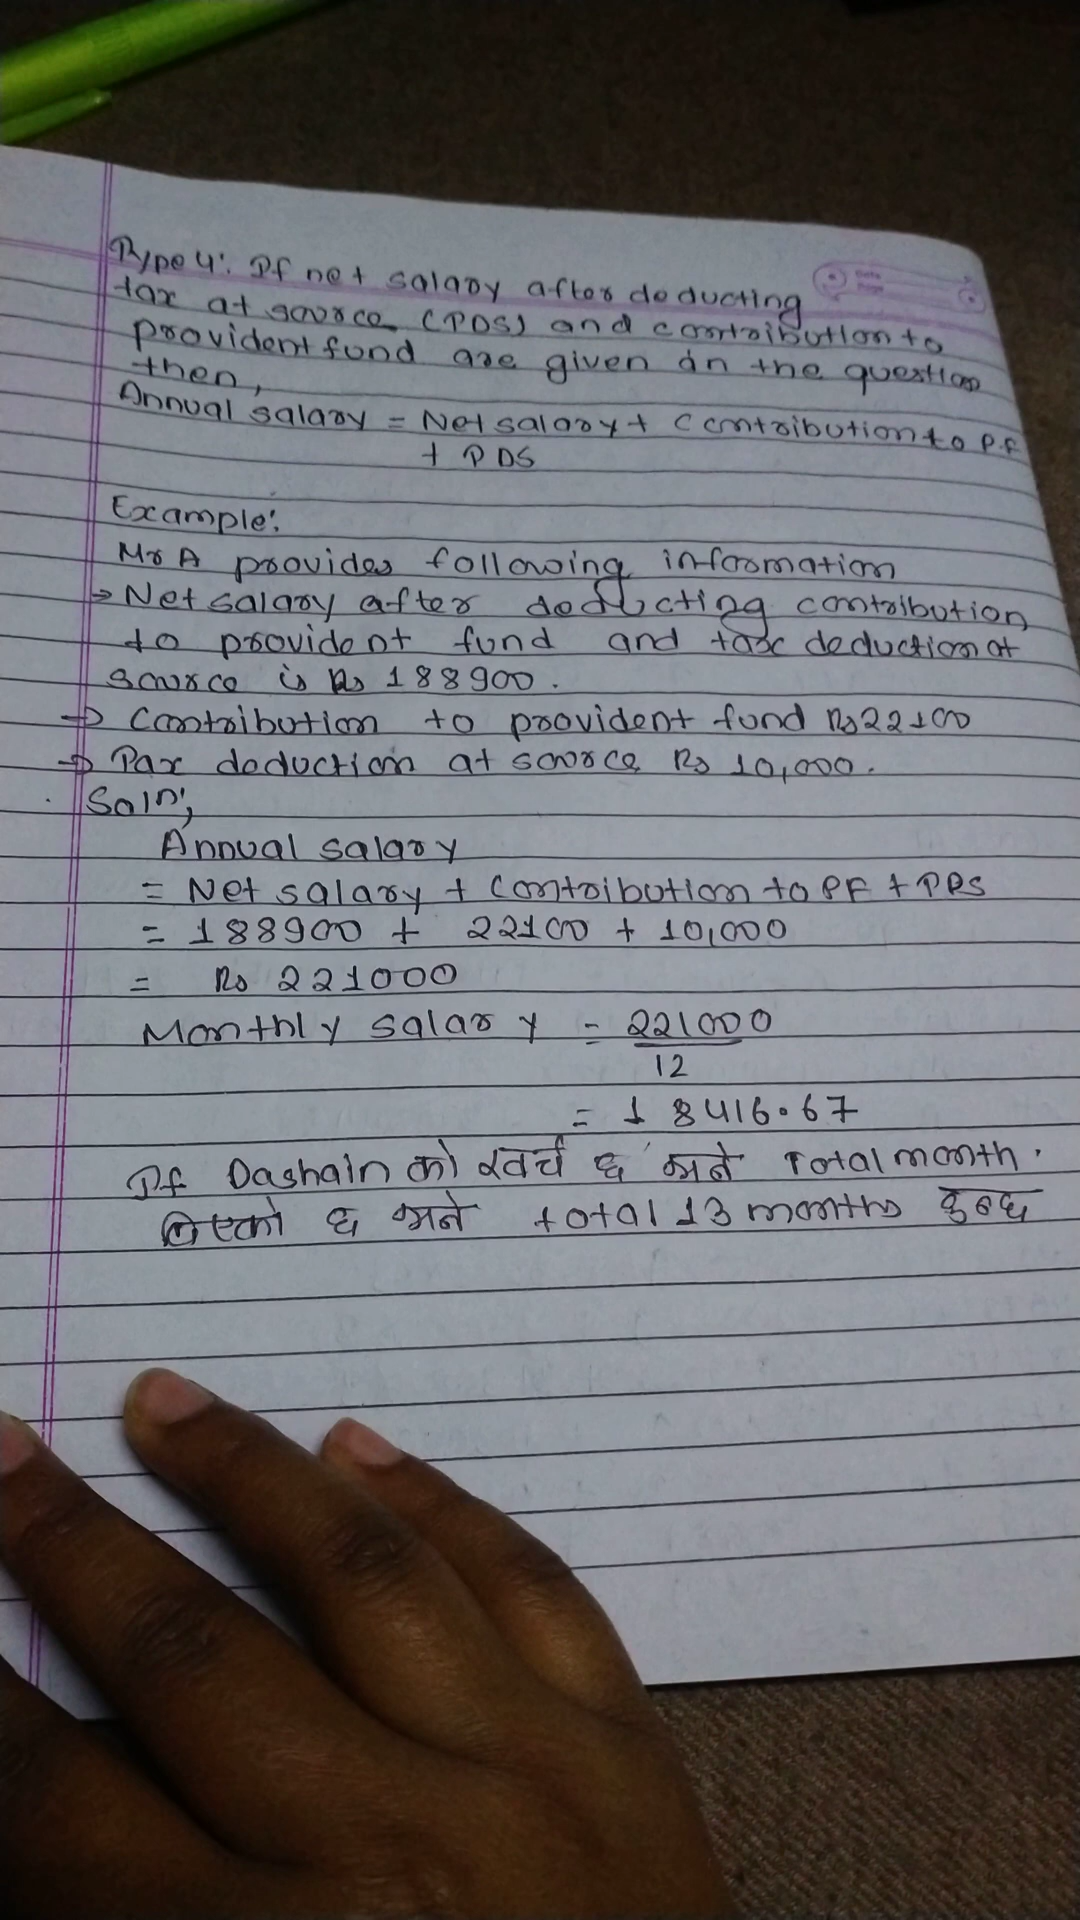 Type 4: If net salary after deducting
tax at source (TDS) and contribution to
provident fund are given in the question
then,
Annual salary = Net salary + Contribution to P.F
+ TDS
Example:
Mr A provides following information
→ Net salary after deducting contribution
to provident fund and tax deduction at
source is Rs 188900.
→ Contribution to provident fund Rs 22100
→ Tax deduction at source Rs 10,000.
Soln;
Annual salary
= Net salary + Contribution to PF + TDS
= 188900 + 22100 + 10,000
= Rs 221000
Monthly salary = 221000
12
= 18416.67
If Dashain को खर्च छ भने Total month.
दिएको छ भने total 13 months हुन्छ